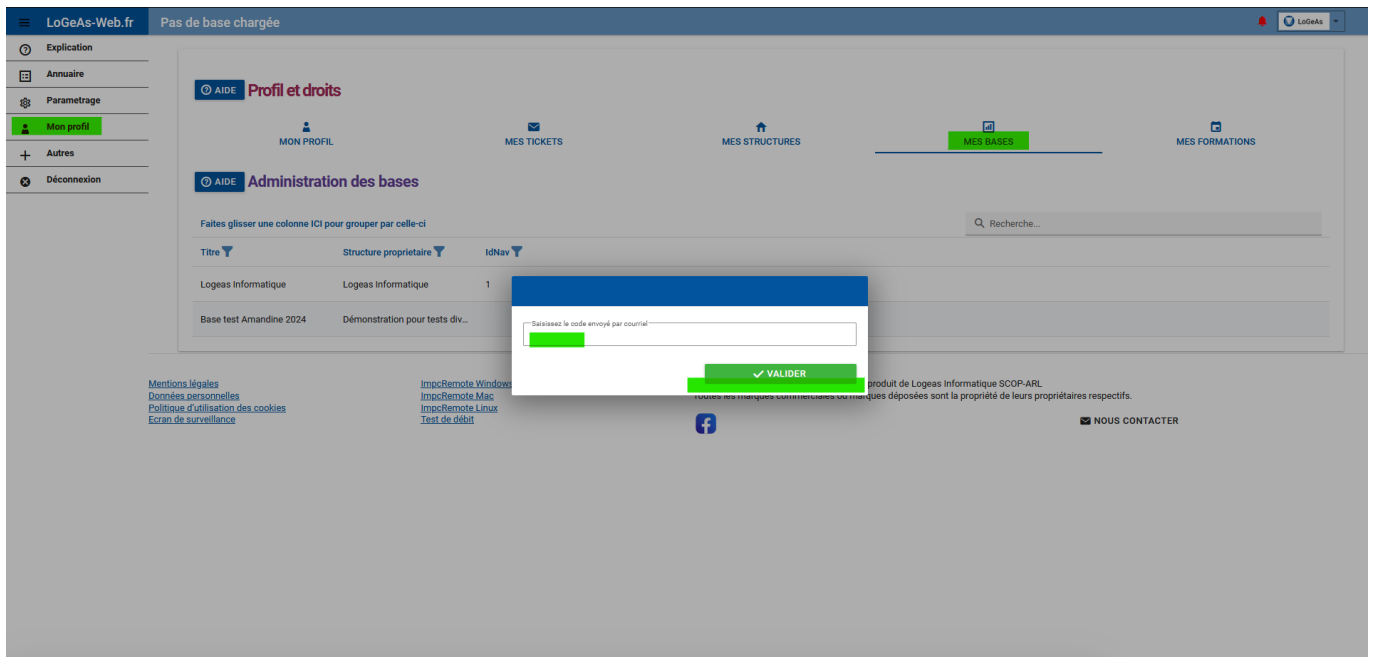 LoGeAs-Web.fr
Pas de base chargée
LoGeAs
Explication
Annuaire
Parametrage
Mon profil
Autres
Déconnexion
AIDE Profil et droits
MON PROFIL MES TICKETS MES STRUCTURES MES BASES MES FORMATIONS
AIDE Administration des bases
Faites glisser une colonne ICI pour grouper par celle-ci
Recherche...
Titre Structure proprietaire IdNav
Logeas Informatique Logeas Informatique 1
Base test Amandine 2024 Démonstration pour tests div...
Saisissez le code envoyé par courriel
VALIDER
Mentions légales
Données personnelles
Politique d'utilisation des cookies
Ecran de surveillance
ImpcRemote Windows
ImpcRemote Mac
ImpcRemote Linux
Test de débit
produit de Logeas Informatique SCOP-ARL
Toutes les marques commerciales ou marques déposées sont la propriété de leurs propriétaires respectifs.
NOUS CONTACTER